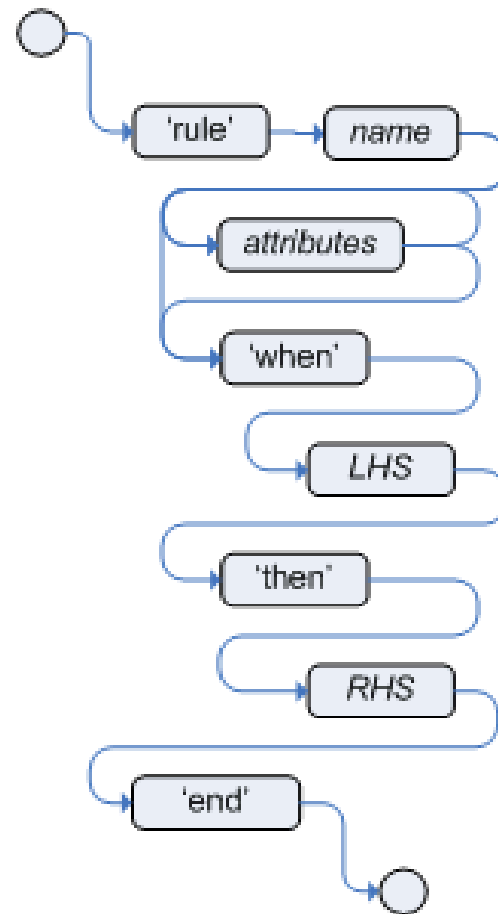 ‘rule’ name
attributes
‘when’
LHS
‘then’
RHS
‘end’